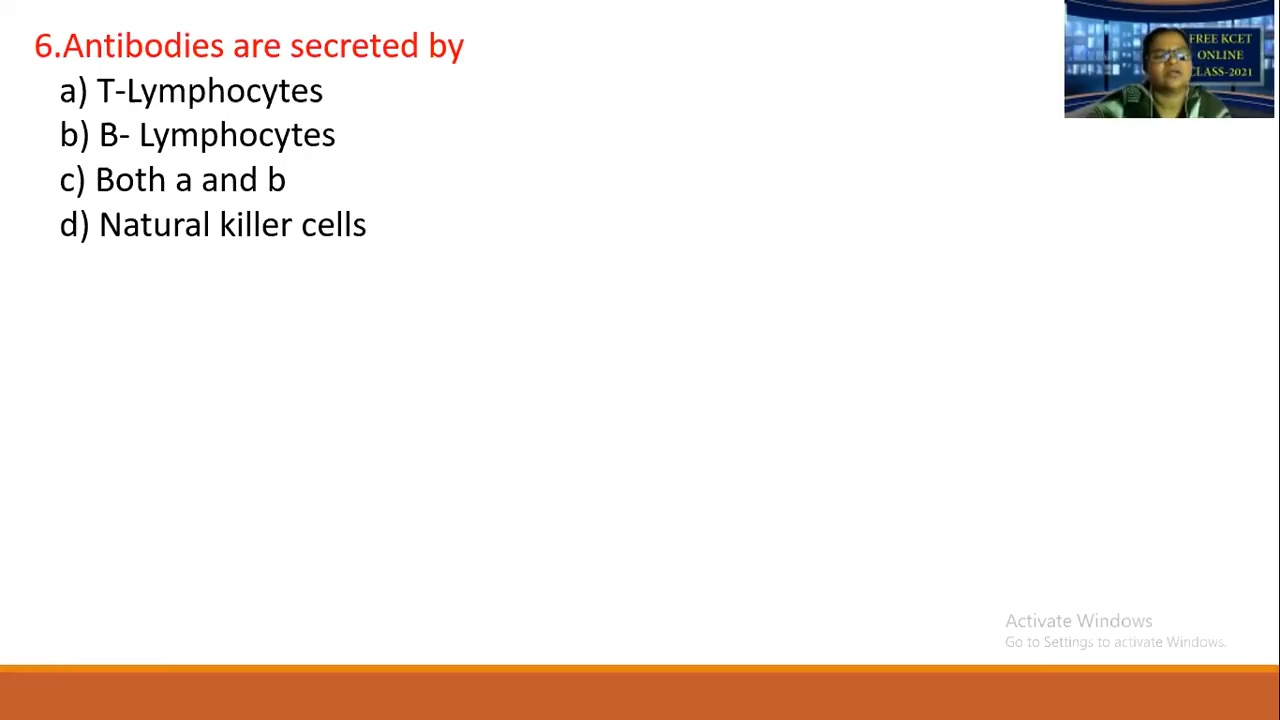 6.Antibodies are secreted by
a) T-Lymphocytes
b) B- Lymphocytes
c) Both a and b
d) Natural killer cells
FREE KCET
ONLINE
CLASS-2021
Activate Windows
Go to Settings to activate Windows.